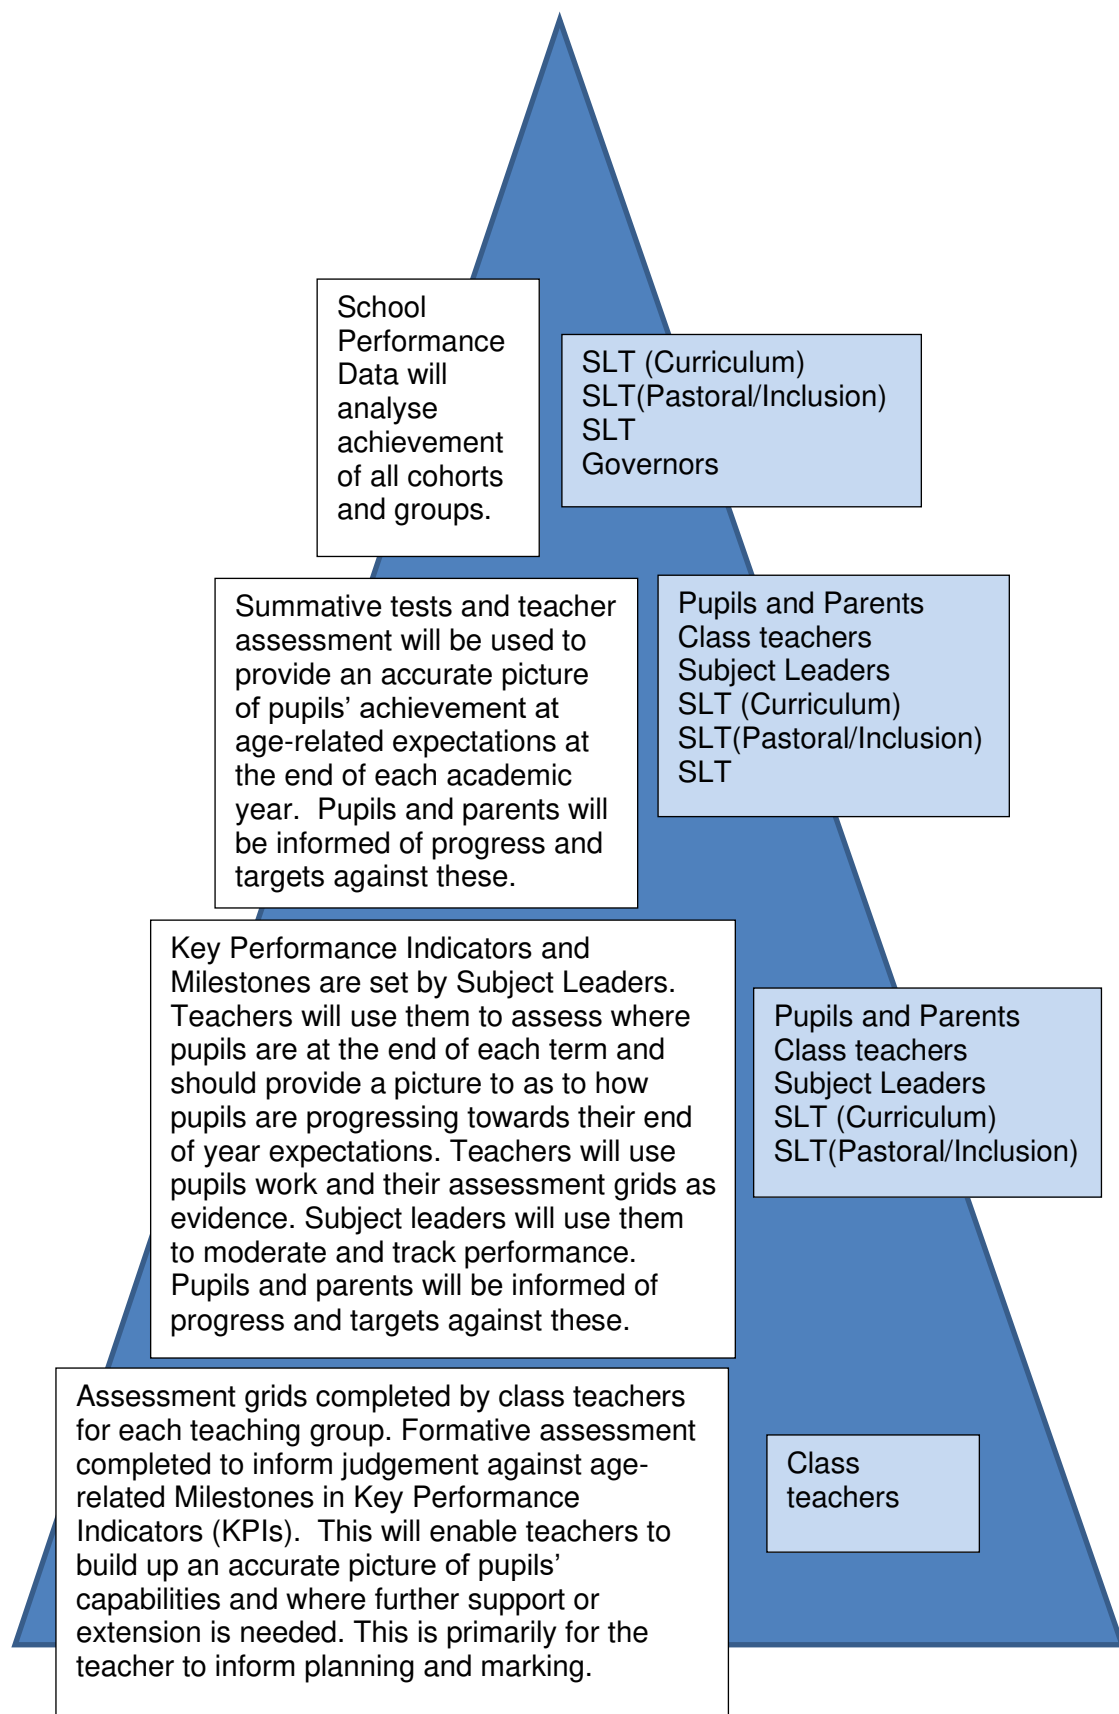 School
Performance
Data will
analyse
achievement
of all cohorts
and groups.
SLT (Curriculum)
SLT(Pastoral/Inclusion)
SLT
Governors
Summative tests and teacher
assessment will be used to
provide an accurate picture
of pupils’ achievement at
age-related expectations at
the end of each academic
year.  Pupils and parents will
be informed of progress and
targets against these.
Pupils and Parents
Class teachers
Subject Leaders
SLT (Curriculum)
SLT(Pastoral/Inclusion)
SLT
Key Performance Indicators and
Milestones are set by Subject Leaders.
Teachers will use them to assess where
pupils are at the end of each term and
should provide a picture to as to how
pupils are progressing towards their end
of year expectations. Teachers will use
pupils work and their assessment grids as
evidence. Subject leaders will use them
to moderate and track performance.
Pupils and parents will be informed of
progress and targets against these.
Pupils and Parents
Class teachers
Subject Leaders
SLT (Curriculum)
SLT(Pastoral/Inclusion)
Assessment grids completed by class teachers
for each teaching group. Formative assessment
completed to inform judgement against age-
related Milestones in Key Performance
Indicators (KPIs).  This will enable teachers to
build up an accurate picture of pupils’
capabilities and where further support or
extension is needed. This is primarily for the
teacher to inform planning and marking.
Class
teachers